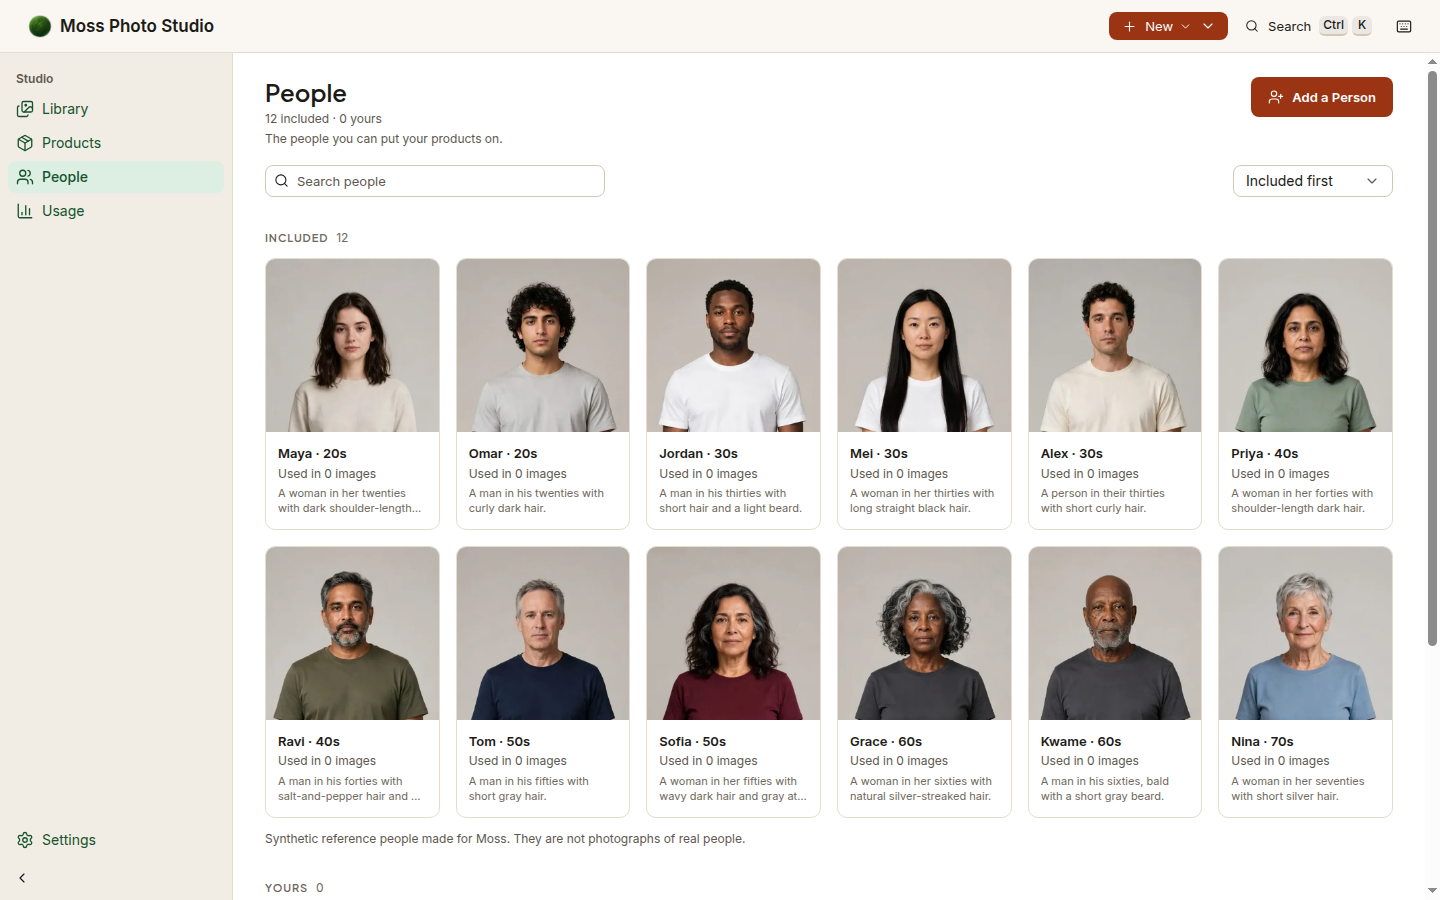 Moss Photo Studio
New
Search Ctrl K
Studio
Library
Products
People
Usage
Settings
People
12 included · 0 yours
The people you can put your products on.
Add a Person
Search people
Included first
INCLUDED 12
Maya · 20s
Used in 0 images
A woman in her twenties
with dark shoulder-length...
Omar · 20s
Used in 0 images
A man in his twenties with
curly dark hair.
Jordan · 30s
Used in 0 images
A man in his thirties with
short hair and a light beard.
Mei · 30s
Used in 0 images
A woman in her thirties with
long straight black hair.
Alex · 30s
Used in 0 images
A person in their thirties
with short curly hair.
Priya · 40s
Used in 0 images
A woman in her forties with
shoulder-length dark hair.
Ravi · 40s
Used in 0 images
A man in his forties with
salt-and-pepper hair and ...
Tom · 50s
Used in 0 images
A man in his fifties with
short gray hair.
Sofia · 50s
Used in 0 images
A woman in her fifties with
wavy dark hair and gray at...
Grace · 60s
Used in 0 images
A woman in her sixties with
natural silver-streaked hair.
Kwame · 60s
Used in 0 images
A man in his sixties, bald
with a short gray beard.
Nina · 70s
Used in 0 images
A woman in her seventies
with short silver hair.
Synthetic reference people made for Moss. They are not photographs of real people.
YOURS 0